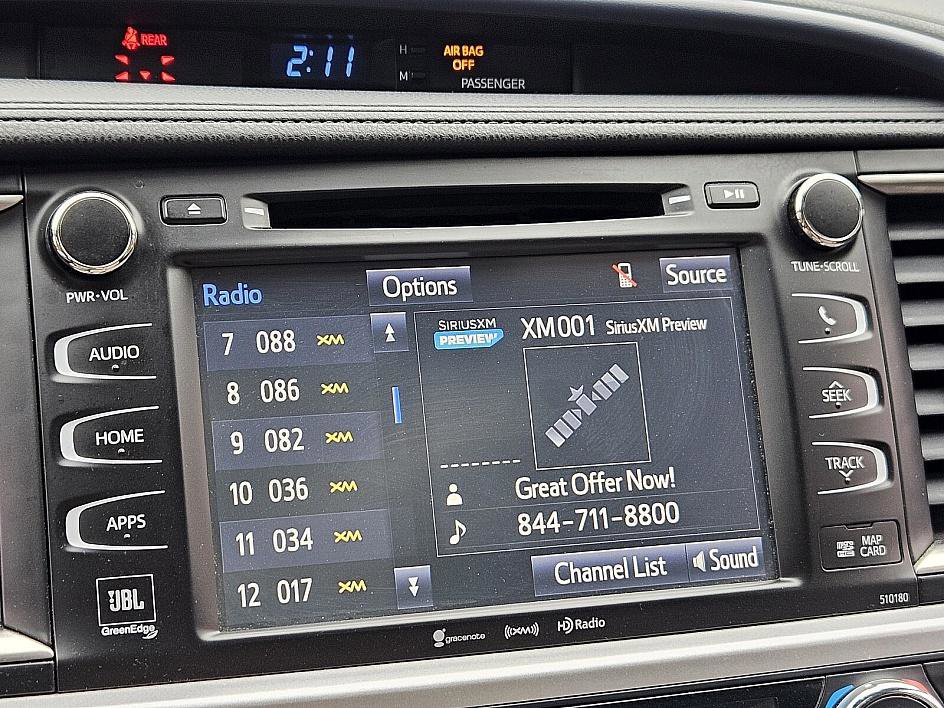 REAR
2:11
H
M
AIR BAG
OFF
PASSENGER
PWR•VOL
TUNE•SCROLL
AUDIO
HOME
APPS
JBL
GreenEdge
Radio
Options
Source
7 088 XM
8 086 XM
9 082 XM
10 036 XM
11 034 XM
12 017 XM
SIRIUSXM
PREVIEW
XM001 SiriusXM Preview
Great Offer Now!
844-711-8800
Channel List
Sound
SEEK
TRACK
MAP
CARD
510180
gracenote
((XM))
HD Radio